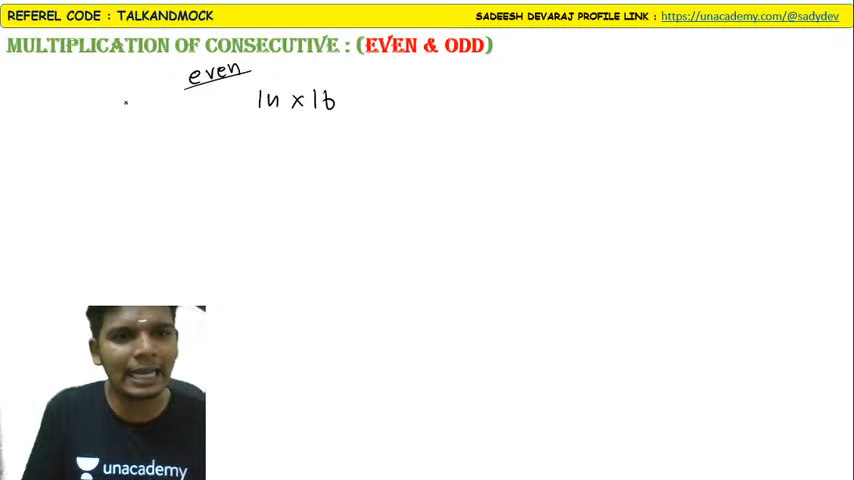 REFEREL CODE : TALKANDMOCK
SADEESH DEVARAJ PROFILE LINK : https://unacademy.com/@sadydev
MULTIPLICATION OF CONSECUTIVE : (EVEN & ODD)
even
14 x 16
unacademy